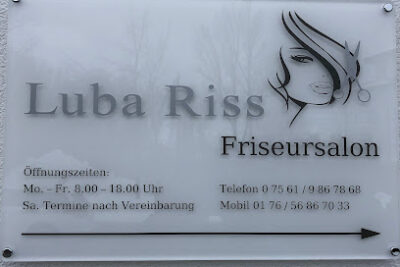 Luba Riss
Friseursalon
Öffnungszeiten:
Mo. - Fr. 8.00 - 18.00 Uhr
Sa. Termine nach Vereinbarung
Telefon 0 75 61 / 9 86 78 68
Mobil 01 76 / 56 86 70 33